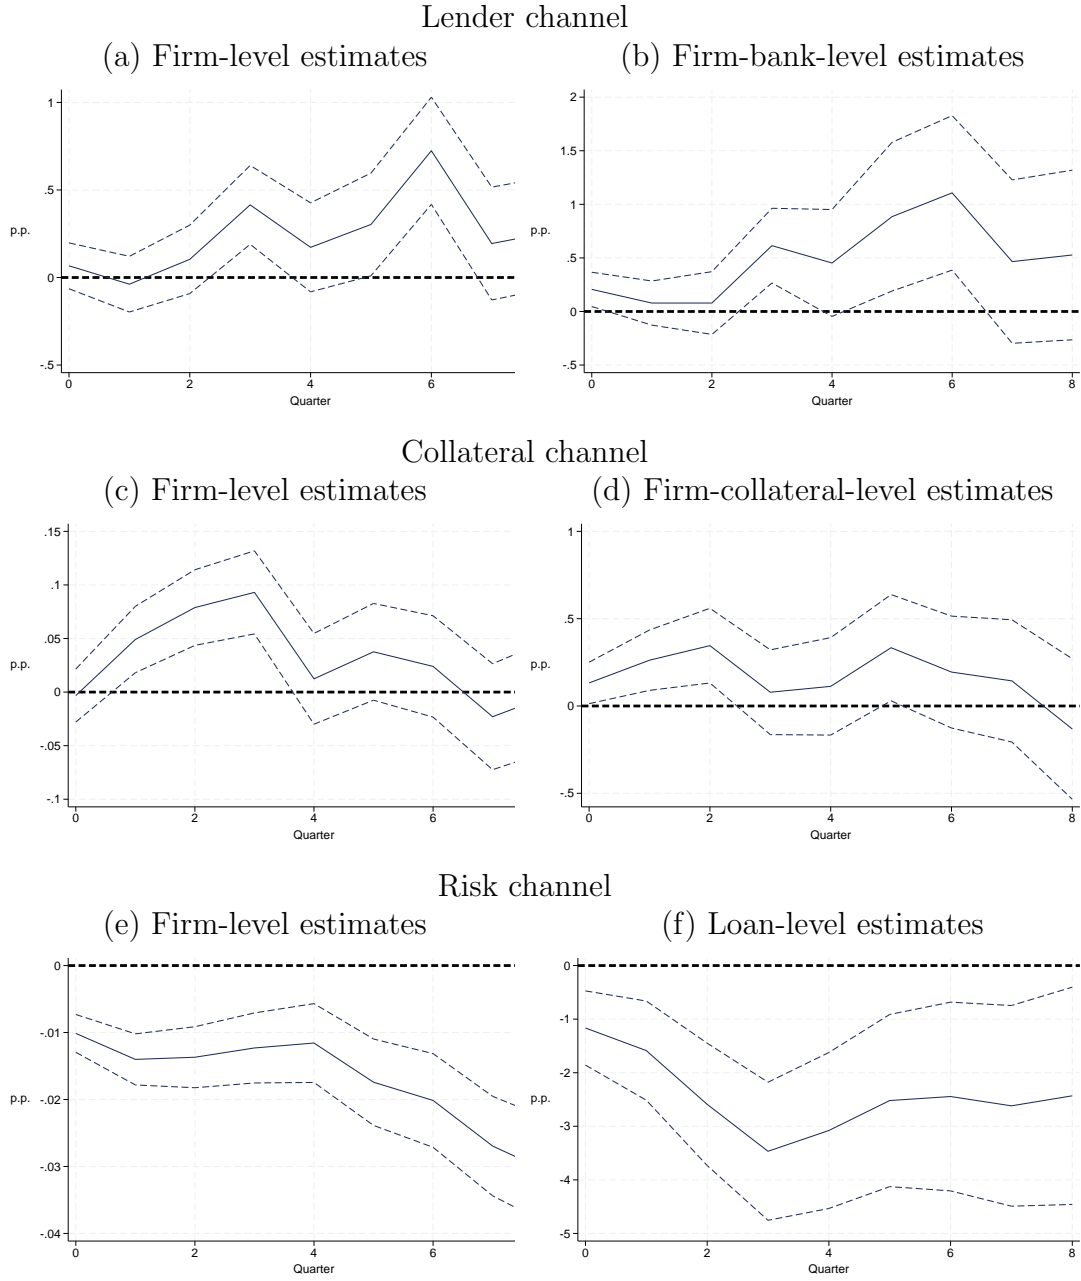 Lender channel
(a) Firm-level estimates
1
.5
0
-.5
p.p.
0 2 4 6
Quarter
(b) Firm-bank-level estimates
2
1.5
1
.5
0
-.5
p.p.
0 2 4 6 8
Quarter
Collateral channel
(c) Firm-level estimates
.15
.1
.05
0
-.05
-.1
p.p.
0 2 4 6
Quarter
(d) Firm-collateral-level estimates
1
.5
0
-.5
p.p.
0 2 4 6 8
Quarter
Risk channel
(e) Firm-level estimates
0
-.01
-.02
-.03
-.04
p.p.
0 2 4 6
Quarter
(f) Loan-level estimates
0
-1
-2
-3
-4
-5
p.p.
0 2 4 6 8
Quarter